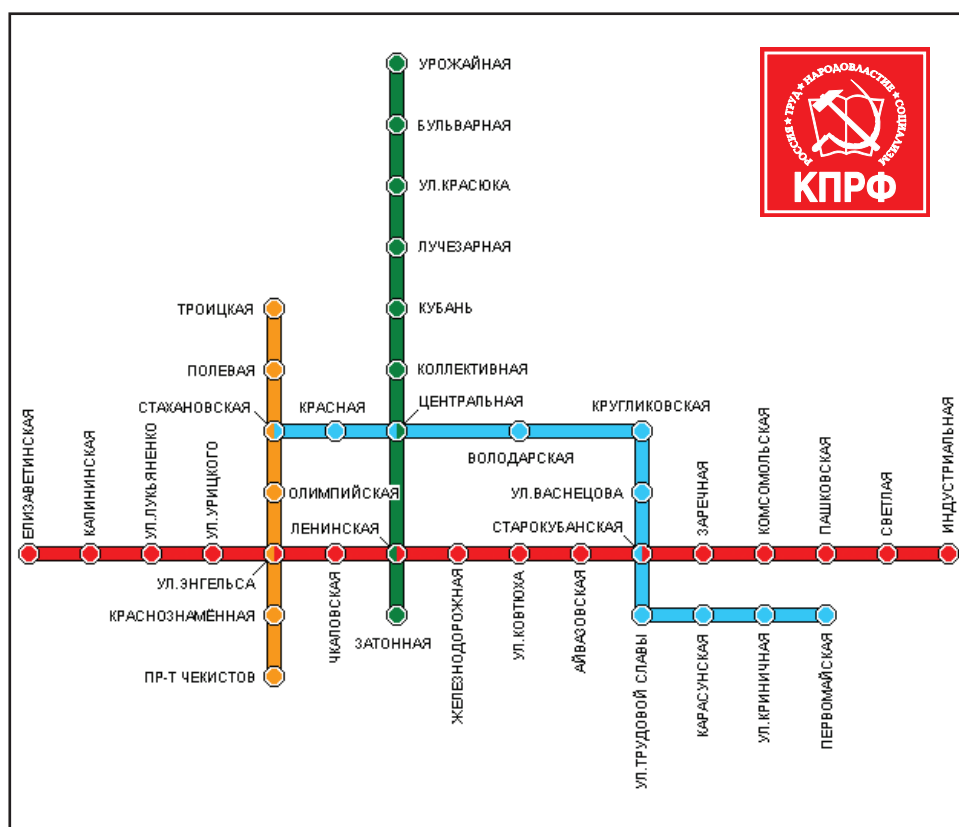 УРОЖАЙНАЯ
РОССИЯ ★ ТРУД ★ НАРОДОВЛАСТИЕ ★ СОЦИАЛИЗМ
КПРФ
БУЛЬВАРНАЯ
УЛ.КРАСЮКА
ЛУЧЕЗАРНАЯ
ТРОИЦКАЯ
КУБАНЬ
ПОЛЕВАЯ
КОЛЛЕКТИВНАЯ
СТАХАНОВСКАЯ
КРАСНАЯ
ЦЕНТРАЛЬНАЯ
КРУГЛИКОВСКАЯ
ВОЛОДАРСКАЯ
ЕЛИЗАВЕТИНСКАЯ
КАЛИНИНСКАЯ
УЛ.ЛУКЬЯНЕНКО
УЛ.УРИЦКОГО
ОЛИМПИЙСКАЯ
УЛ.ВАСНЕЦОВА
ЛЕНИНСКАЯ
СТАРОКУБАНСКАЯ
ЗАРЕЧНАЯ
КОМСОМОЛЬСКАЯ
ПАШКОВСКАЯ
СВЕТЛАЯ
ИНДУСТРИАЛЬНАЯ
УЛ.ЭНГЕЛЬСА
КРАСНОЗНАМЁННАЯ
ЧКАЛОВСКАЯ
ЗАТОННАЯ
ЖЕЛЕЗНОДОРОЖНАЯ
УЛ.КОВТЮХА
АЙВАЗОВСКАЯ
ПР-Т ЧЕКИСТОВ
УЛ.ТРУДОВОЙ СЛАВЫ
КАРАСУНСКАЯ
УЛ.КРИНИЧНАЯ
ПЕРВОМАЙСКАЯ